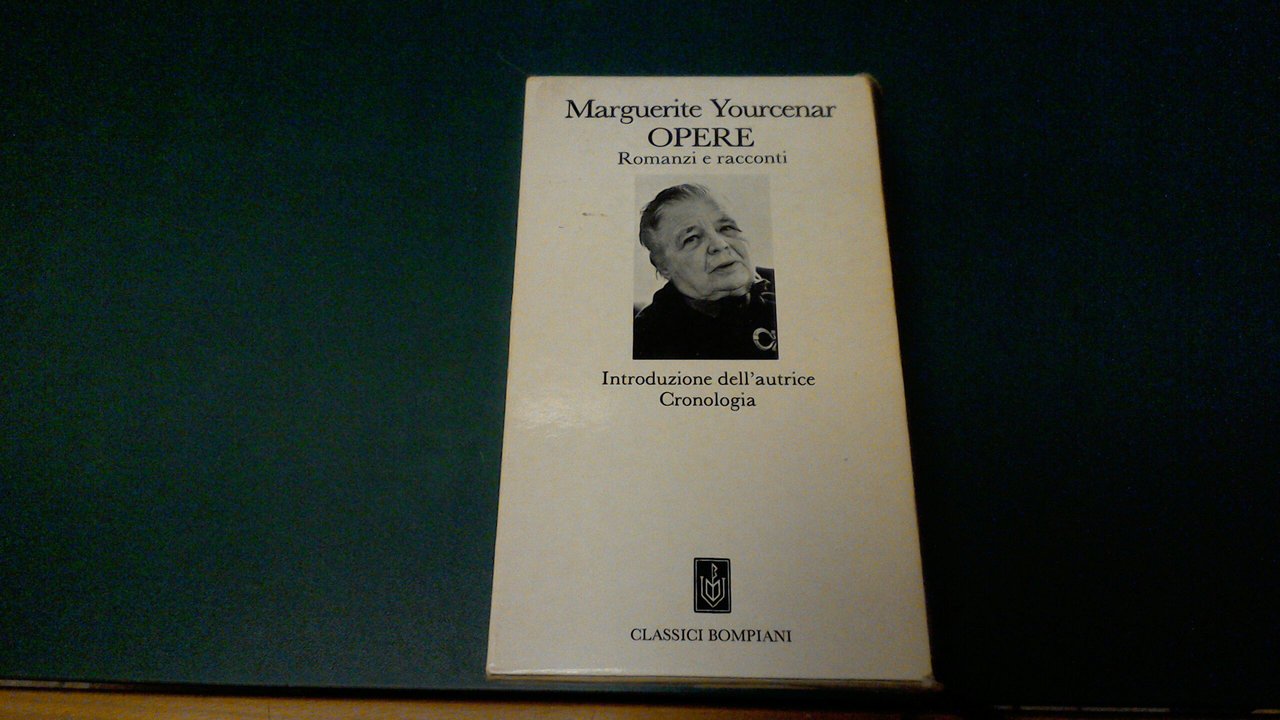 Marguerite Yourcenar
OPERE
Romanzi e racconti
Introduzione dell'autrice
Cronologia
CLASSICI BOMPIANI